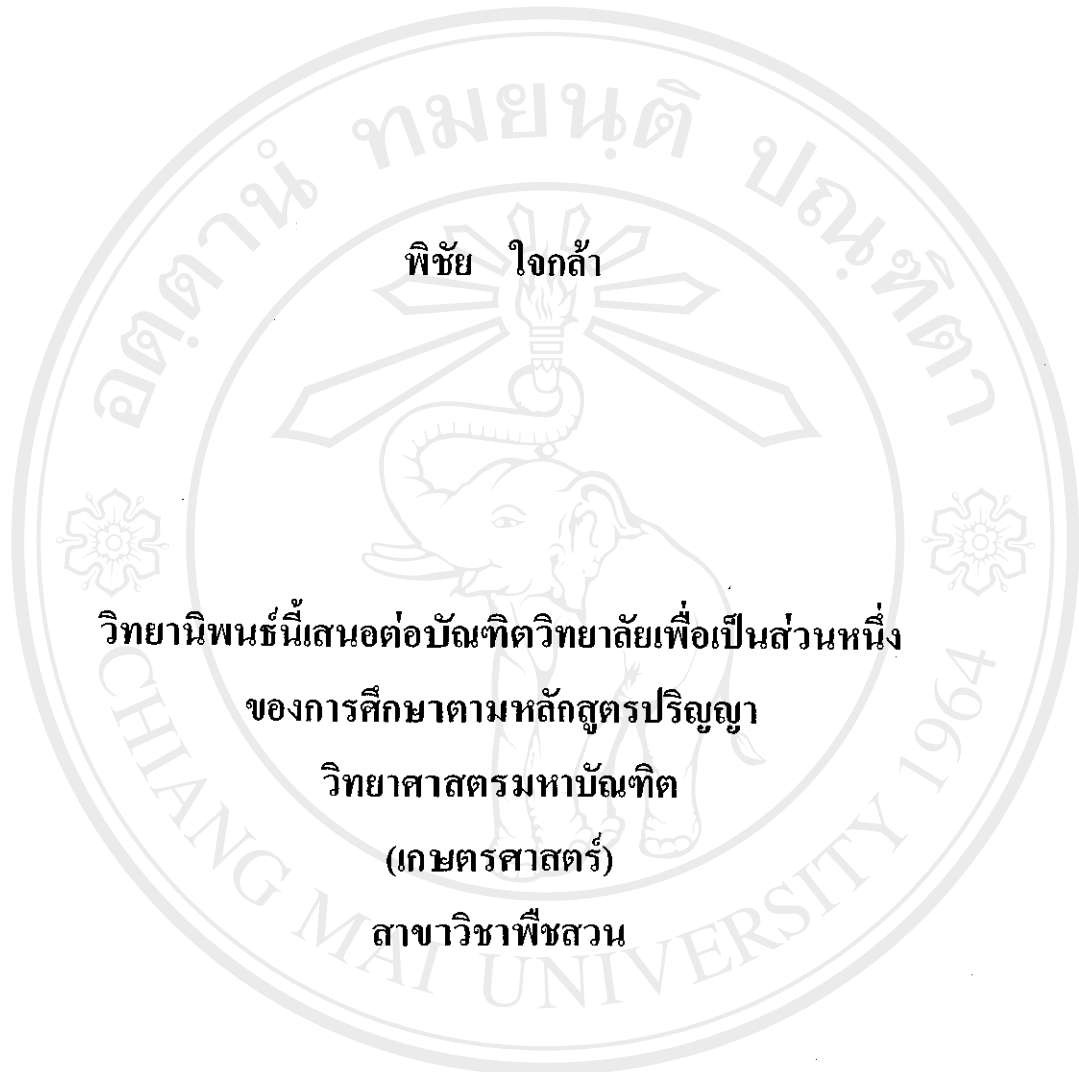 พิชัย ใจกล้า
วิทยานิพนธ์นี้เสนอต่อบัณฑิตวิทยาลัยเพื่อเป็นส่วนหนึ่ง
ของการศึกษาตามหลักสูตรปริญญา
วิทยาศาสตรมหาบัณฑิต
(เกษตรศาสตร์)
สาขาวิชาพืชสวน
อตฺตานํ ทมยนฺติ ปณฺฑิตา
CHIANG MAI UNIVERSITY 1964